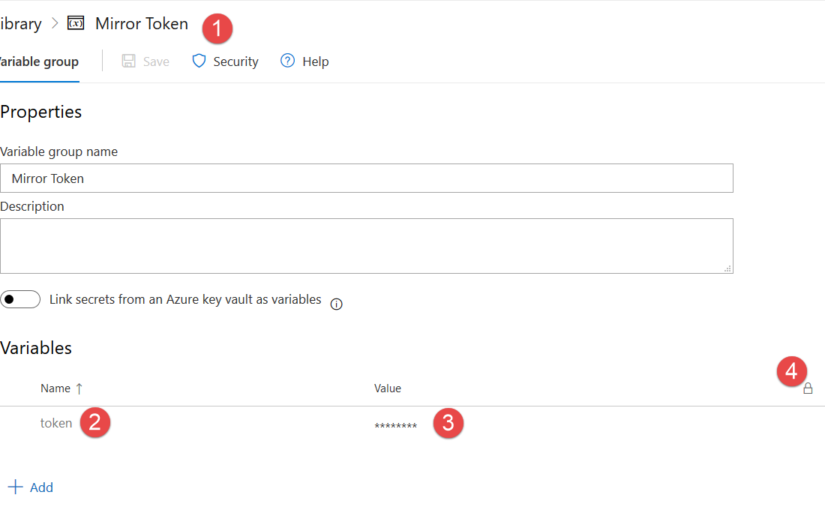 ibrary > Mirror Token 1
ariable group Save Security Help
Properties
Variable group name
Mirror Token
Description
Link secrets from an Azure key vault as variables
Variables
4
Name ↑ Value
token 2 ******** 3
+ Add